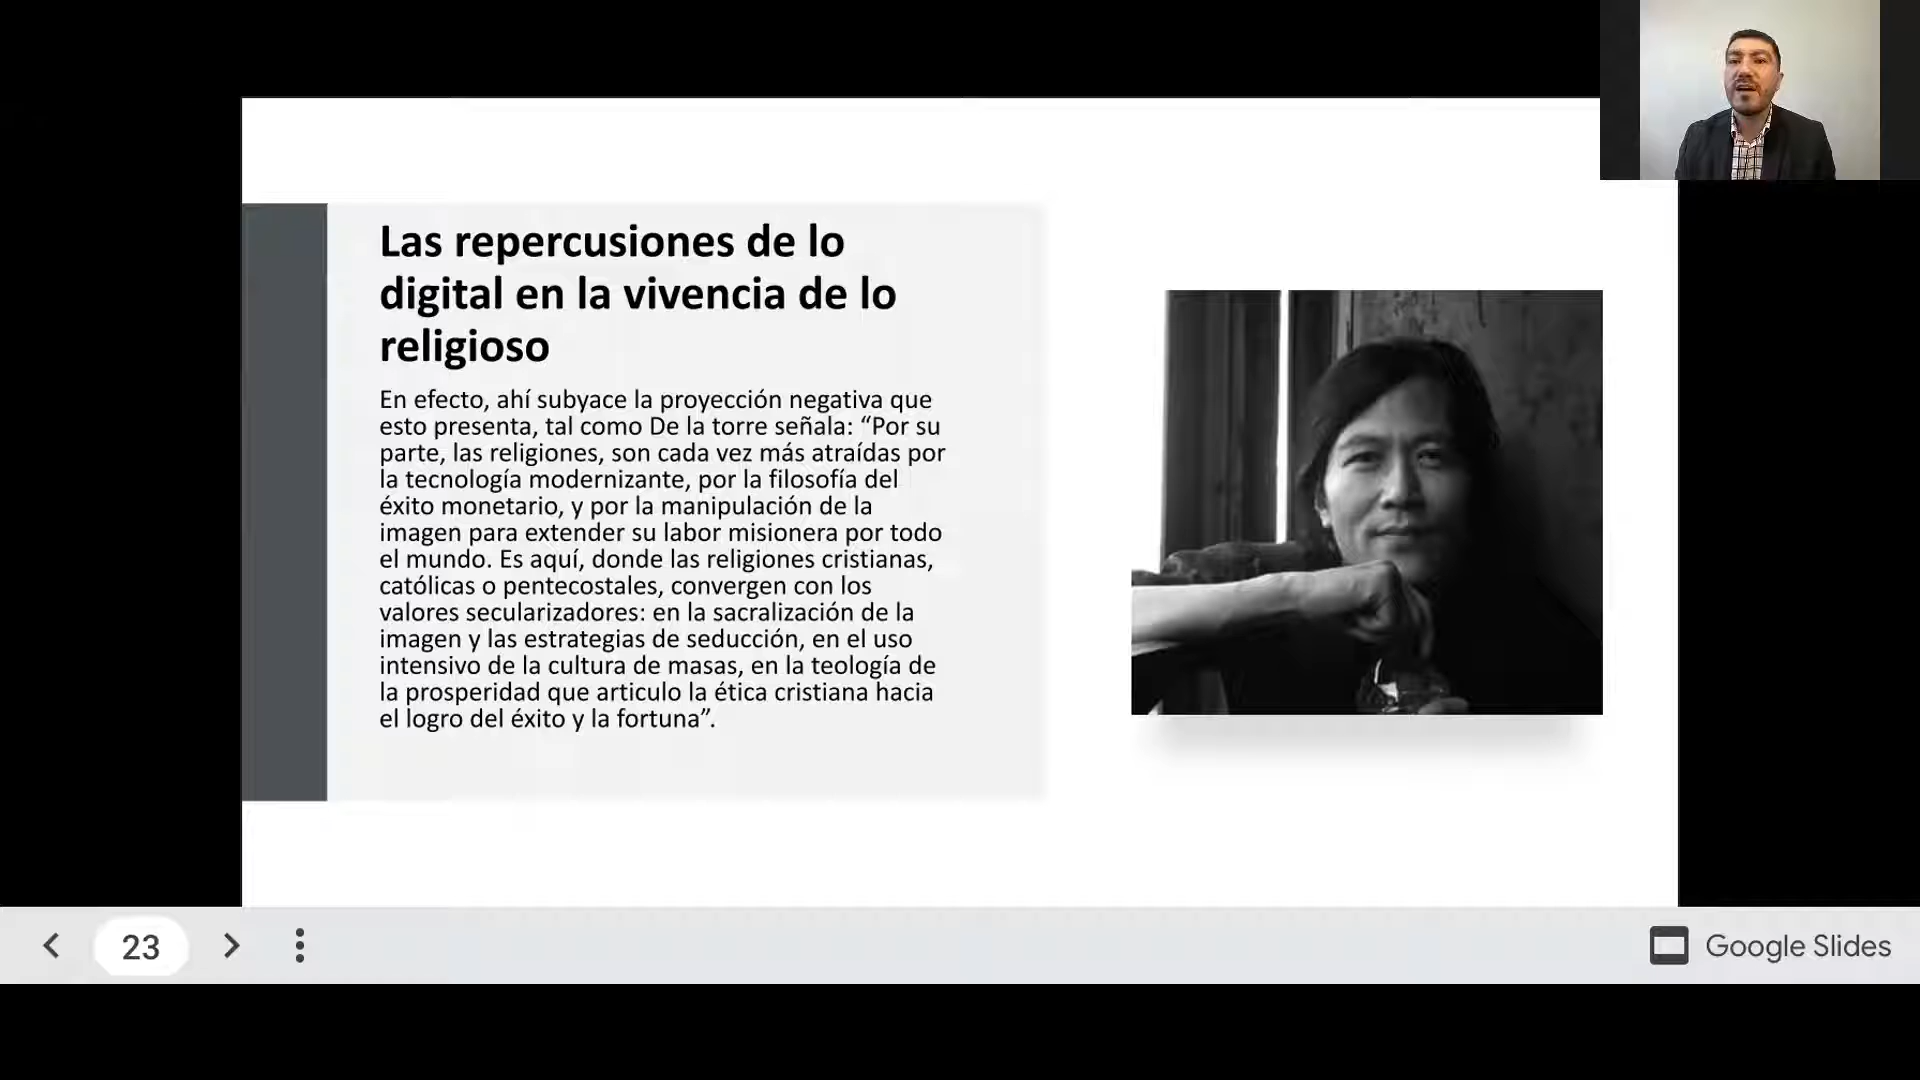 Las repercusiones de lo
digital en la vivencia de lo
religioso
En efecto, ahí subyace la proyección negativa que
esto presenta, tal como De la torre señala: “Por su
parte, las religiones, son cada vez más atraídas por
la tecnología modernizante, por la filosofía del
éxito monetario, y por la manipulación de la
imagen para extender su labor misionera por todo
el mundo. Es aquí, donde las religiones cristianas,
católicas o pentecostales, convergen con los
valores secularizadores: en la sacralización de la
imagen y las estrategias de seducción, en el uso
intensivo de la cultura de masas, en la teología de
la prosperidad que articulo la ética cristiana hacia
el logro del éxito y la fortuna”.
23
Google Slides